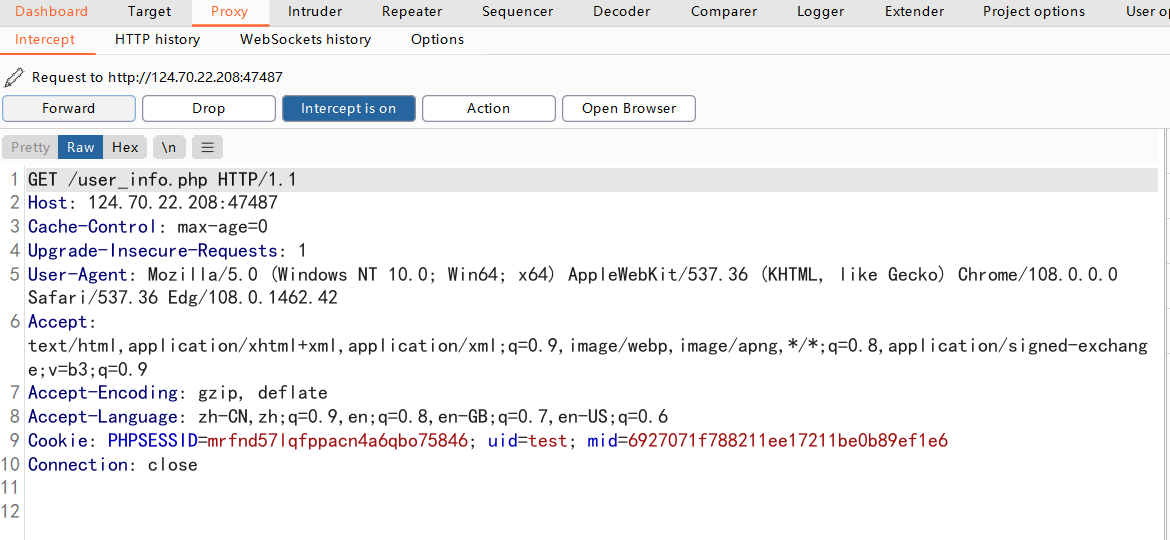 Dashboard Target Proxy Intruder Repeater Sequencer Decoder Comparer Logger Extender Project options User op
Intercept HTTP history WebSockets history Options
Request to http://124.70.22.208:47487
Forward Drop Intercept is on Action Open Browser
Pretty Raw Hex \n
1 GET /user_info.php HTTP/1.1
2 Host: 124.70.22.208:47487
3 Cache-Control: max-age=0
4 Upgrade-Insecure-Requests: 1
5 User-Agent: Mozilla/5.0 (Windows NT 10.0; Win64; x64) AppleWebKit/537.36 (KHTML, like Gecko) Chrome/108.0.0.0
Safari/537.36 Edg/108.0.1462.42
6 Accept:
text/html,application/xhtml+xml,application/xml;q=0.9,image/webp,image/apng,*/*;q=0.8,application/signed-exchang
e;v=b3;q=0.9
7 Accept-Encoding: gzip, deflate
8 Accept-Language: zh-CN,zh;q=0.9,en;q=0.8,en-GB;q=0.7,en-US;q=0.6
9 Cookie: PHPSESSID=mrfnd57lqfppacn4a6qbo75846; uid=test; mid=6927071f788211ee17211be0b89ef1e6
10 Connection: close
11
12